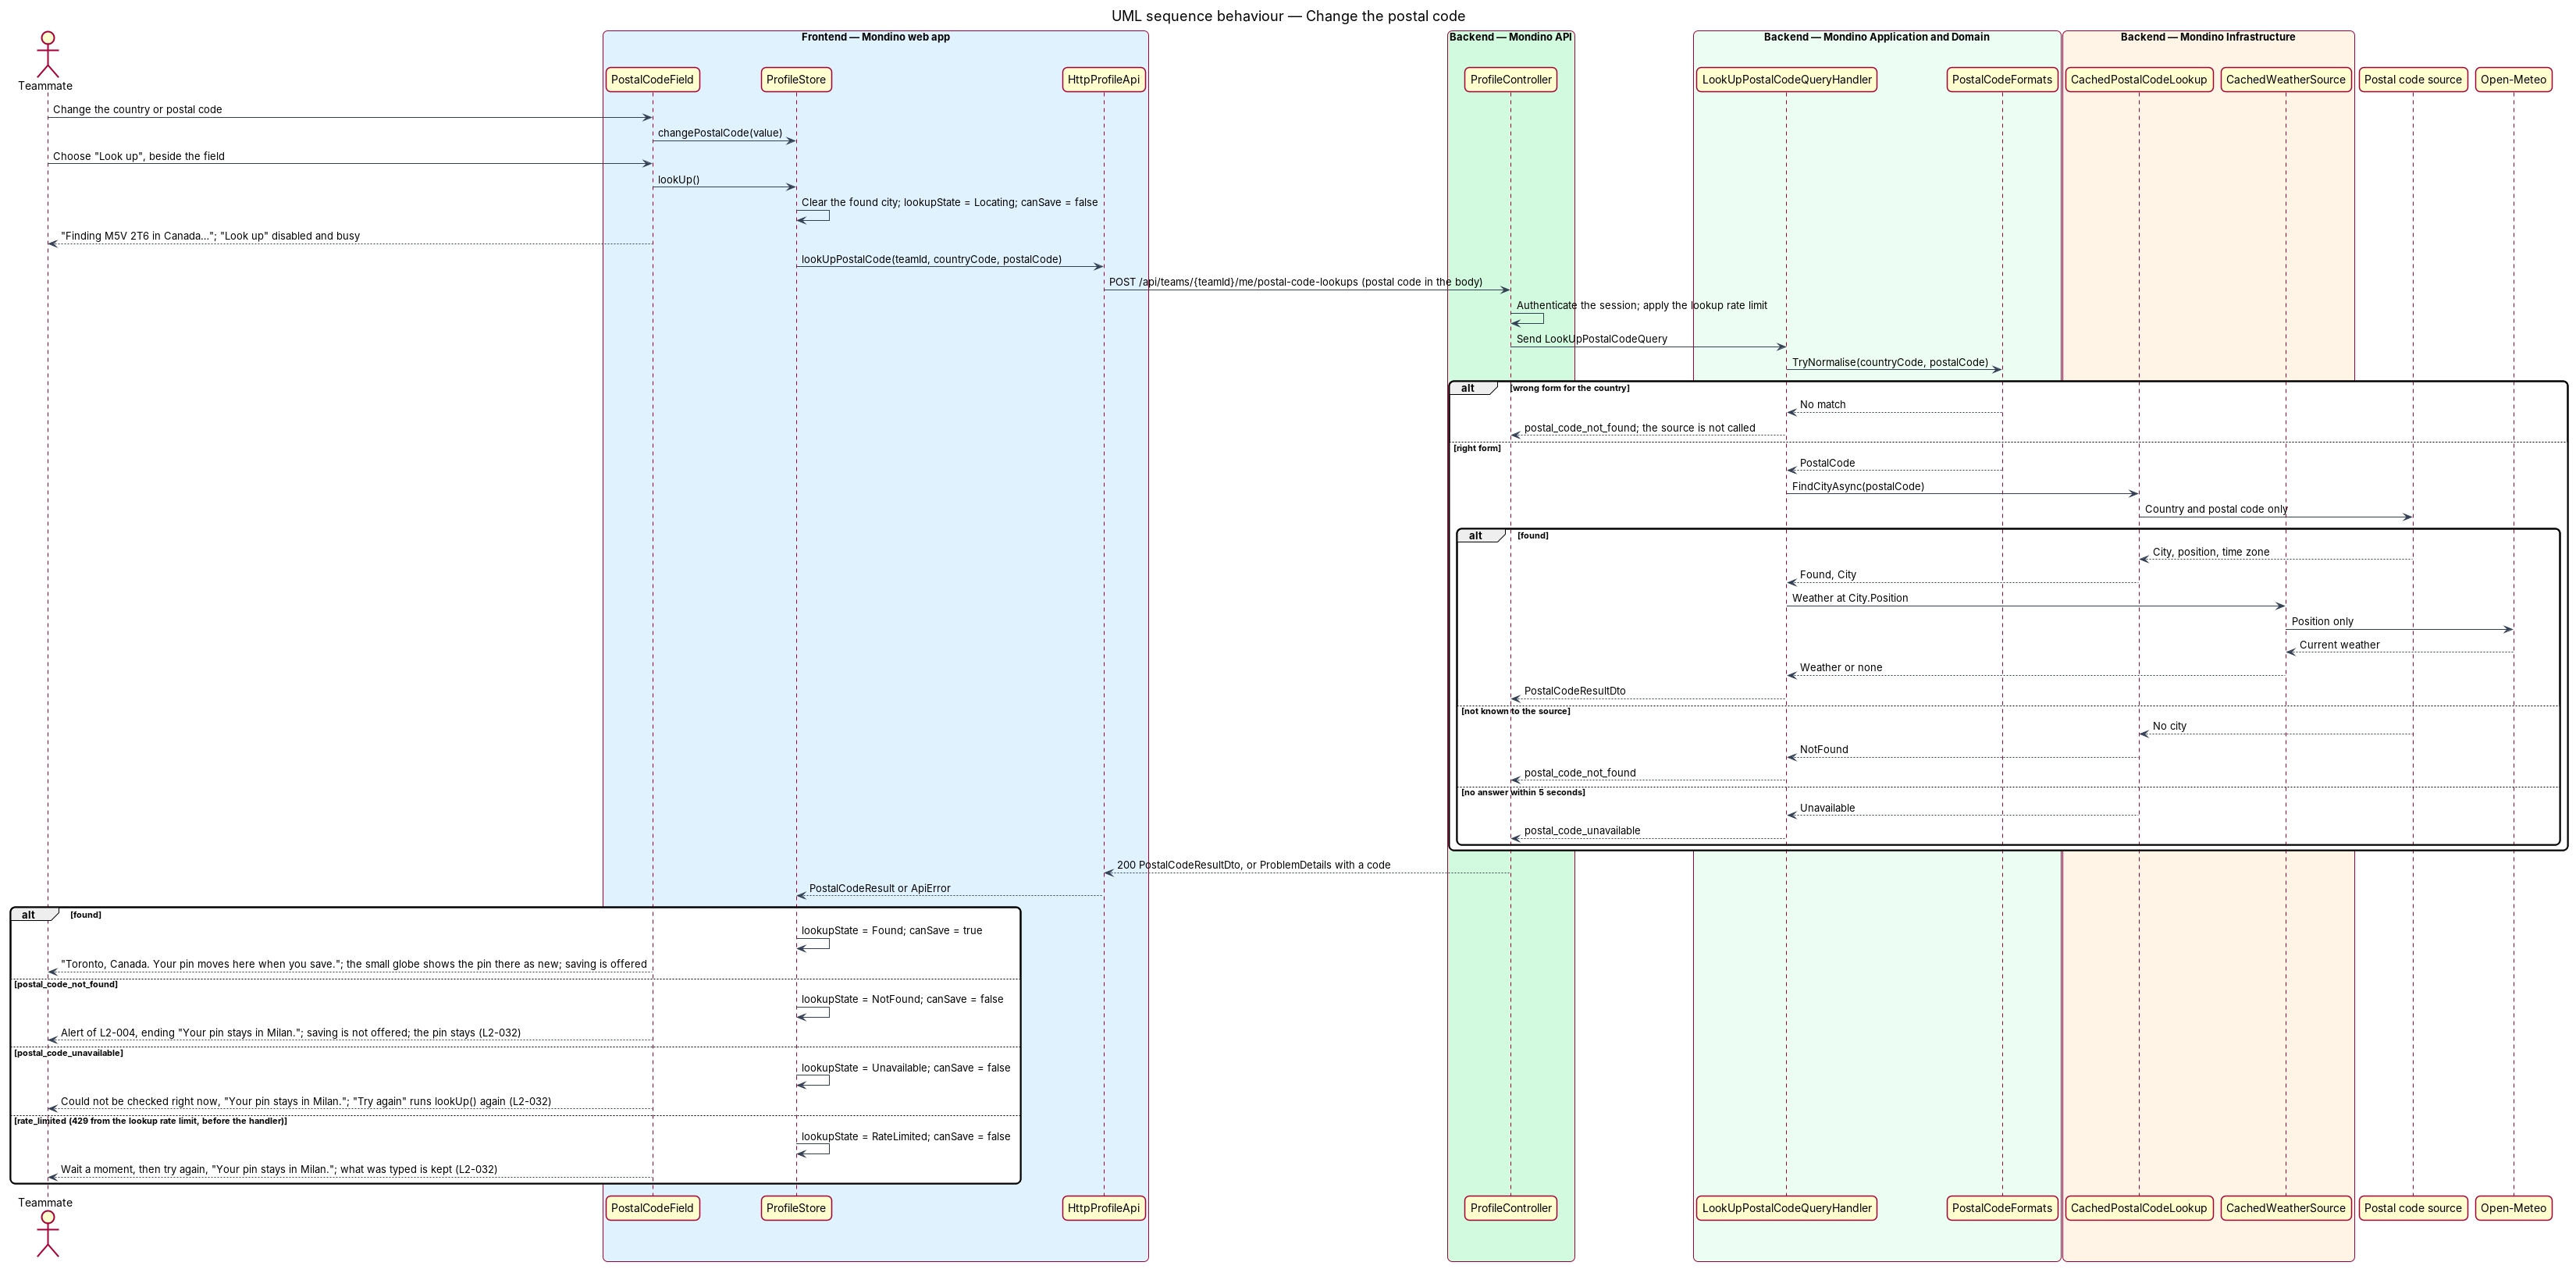 UML sequence behaviour — Change the postal code
Frontend — Mondino web app
Backend — Mondino API
Backend — Mondino Application and Domain
Backend — Mondino Infrastructure
Teammate
PostalCodeField
ProfileStore
HttpProfileApi
ProfileController
LookUpPostalCodeQueryHandler
PostalCodeFormats
CachedPostalCodeLookup
CachedWeatherSource
Postal code source
Open-Meteo
Change the country or postal code
changePostalCode(value)
Choose "Look up", beside the field
lookUp()
Clear the found city; lookupState = Locating; canSave = false
"Finding M5V 2T6 in Canada..."; "Look up" disabled and busy
lookUpPostalCode(teamId, countryCode, postalCode)
POST /api/teams/{teamId}/me/postal-code-lookups (postal code in the body)
Authenticate the session; apply the lookup rate limit
Send LookUpPostalCodeQuery
TryNormalise(countryCode, postalCode)
alt [wrong form for the country]
No match
postal_code_not_found; the source is not called
[right form]
PostalCode
FindCityAsync(postalCode)
Country and postal code only
alt [found]
City, position, time zone
Found, City
Weather at City.Position
Position only
Current weather
Weather or none
PostalCodeResultDto
[not known to the source]
No city
NotFound
postal_code_not_found
[no answer within 5 seconds]
Unavailable
postal_code_unavailable
200 PostalCodeResultDto, or ProblemDetails with a code
PostalCodeResult or ApiError
alt [found]
lookupState = Found; canSave = true
"Toronto, Canada. Your pin moves here when you save."; the small globe shows the pin there as new; saving is offered
[postal_code_not_found]
lookupState = NotFound; canSave = false
Alert of L2-004, ending "Your pin stays in Milan."; saving is not offered; the pin stays (L2-032)
[postal_code_unavailable]
lookupState = Unavailable; canSave = false
Could not be checked right now, "Your pin stays in Milan."; "Try again" runs lookUp() again (L2-032)
[rate_limited (429 from the lookup rate limit, before the handler)]
lookupState = RateLimited; canSave = false
Wait a moment, then try again, "Your pin stays in Milan."; what was typed is kept (L2-032)
Teammate
PostalCodeField
ProfileStore
HttpProfileApi
ProfileController
LookUpPostalCodeQueryHandler
PostalCodeFormats
CachedPostalCodeLookup
CachedWeatherSource
Postal code source
Open-Meteo